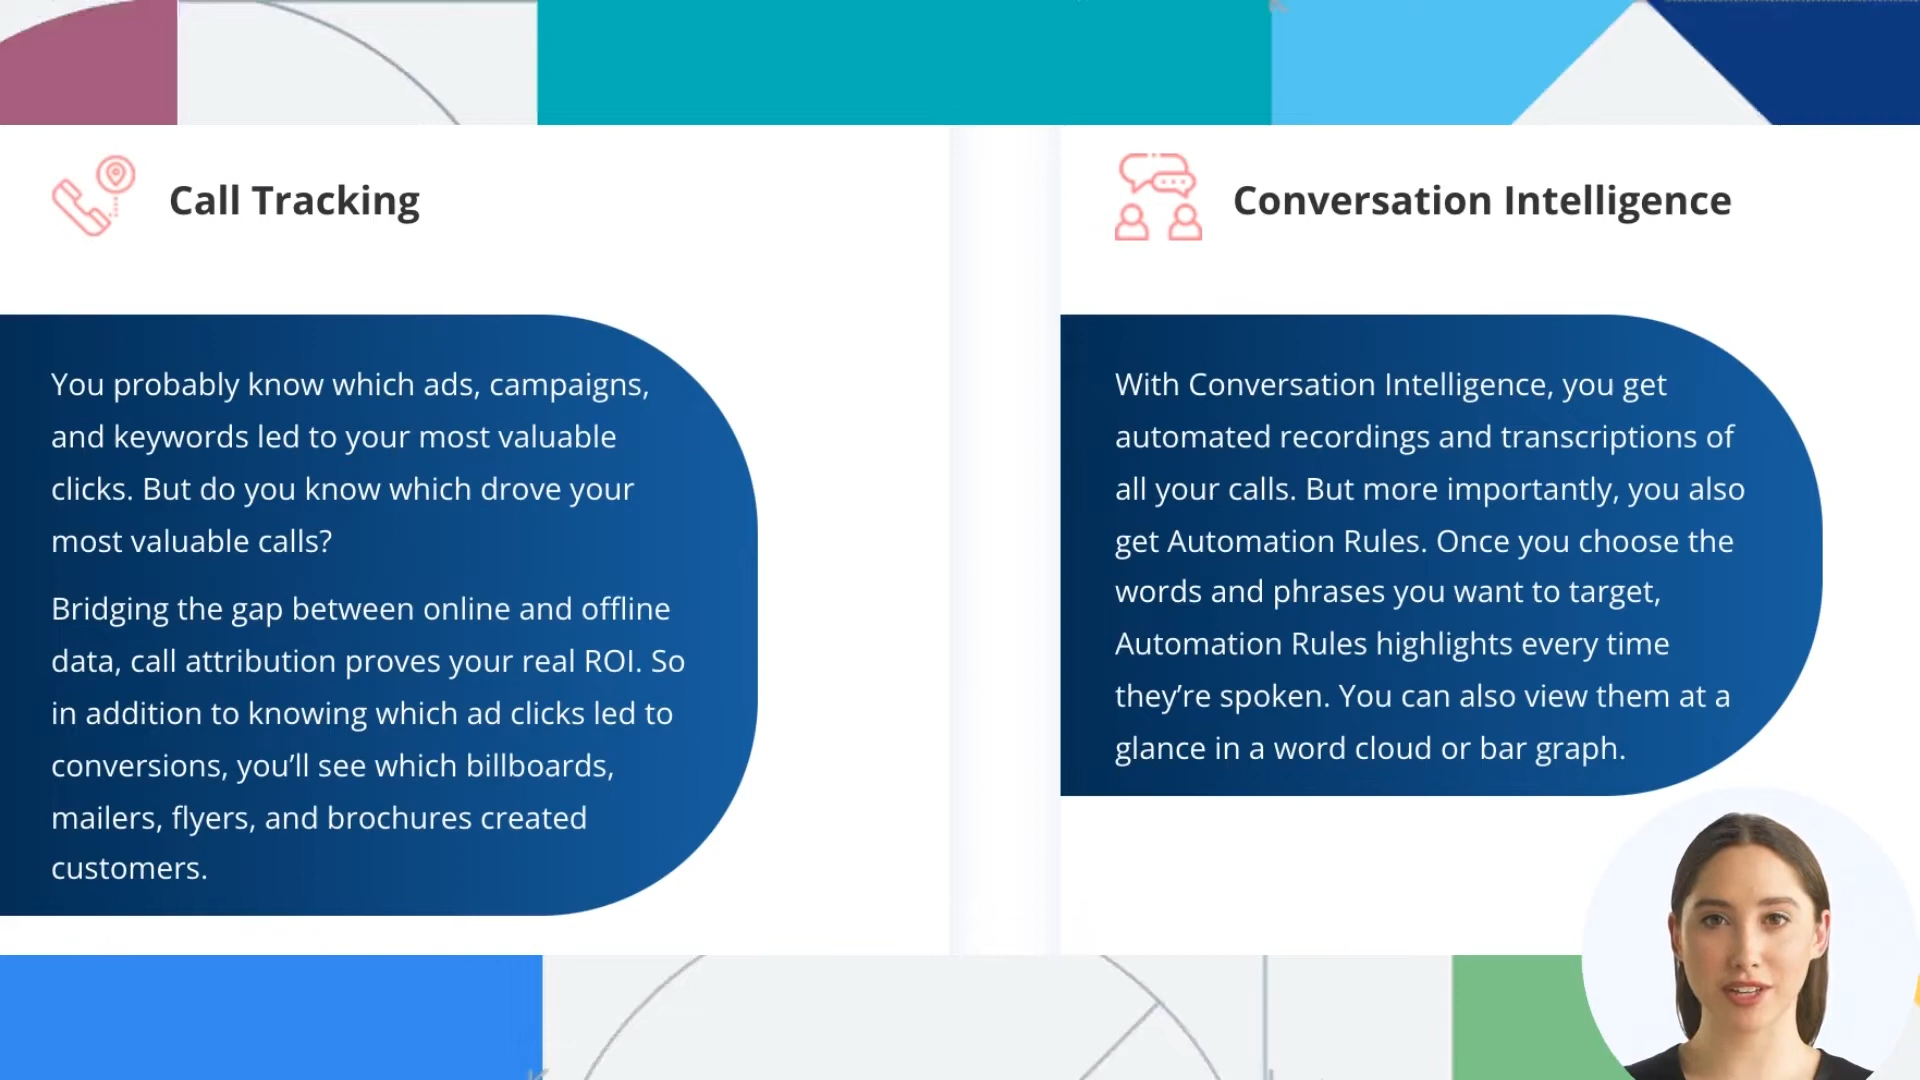 Call Tracking
You probably know which ads, campaigns,
and keywords led to your most valuable
clicks. But do you know which drove your
most valuable calls?
Bridging the gap between online and offline
data, call attribution proves your real ROI. So
in addition to knowing which ad clicks led to
conversions, you’ll see which billboards,
mailers, flyers, and brochures created
customers.
Conversation Intelligence
With Conversation Intelligence, you get
automated recordings and transcriptions of
all your calls. But more importantly, you also
get Automation Rules. Once you choose the
words and phrases you want to target,
Automation Rules highlights every time
they’re spoken. You can also view them at a
glance in a word cloud or bar graph.